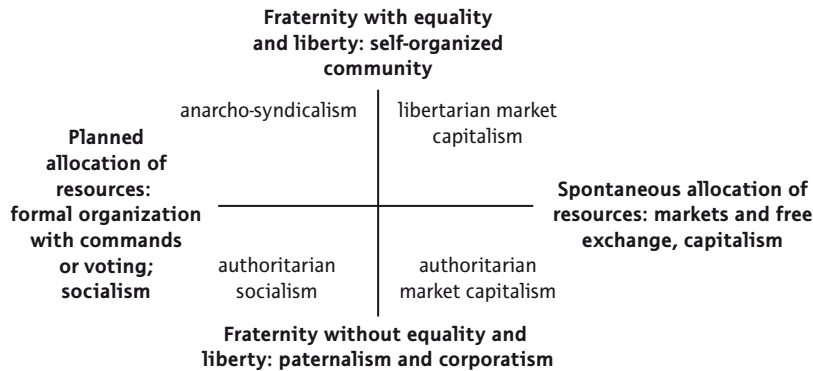 Fraternity with equality
and liberty: self-organized
community
anarcho-syndicalism
libertarian market
capitalism
Planned
allocation of
resources:
formal organization
with commands
or voting;
socialism
Spontaneous allocation of
resources: markets and free
exchange, capitalism
authoritarian
socialism
authoritarian
market capitalism
Fraternity without equality and
liberty: paternalism and corporatism